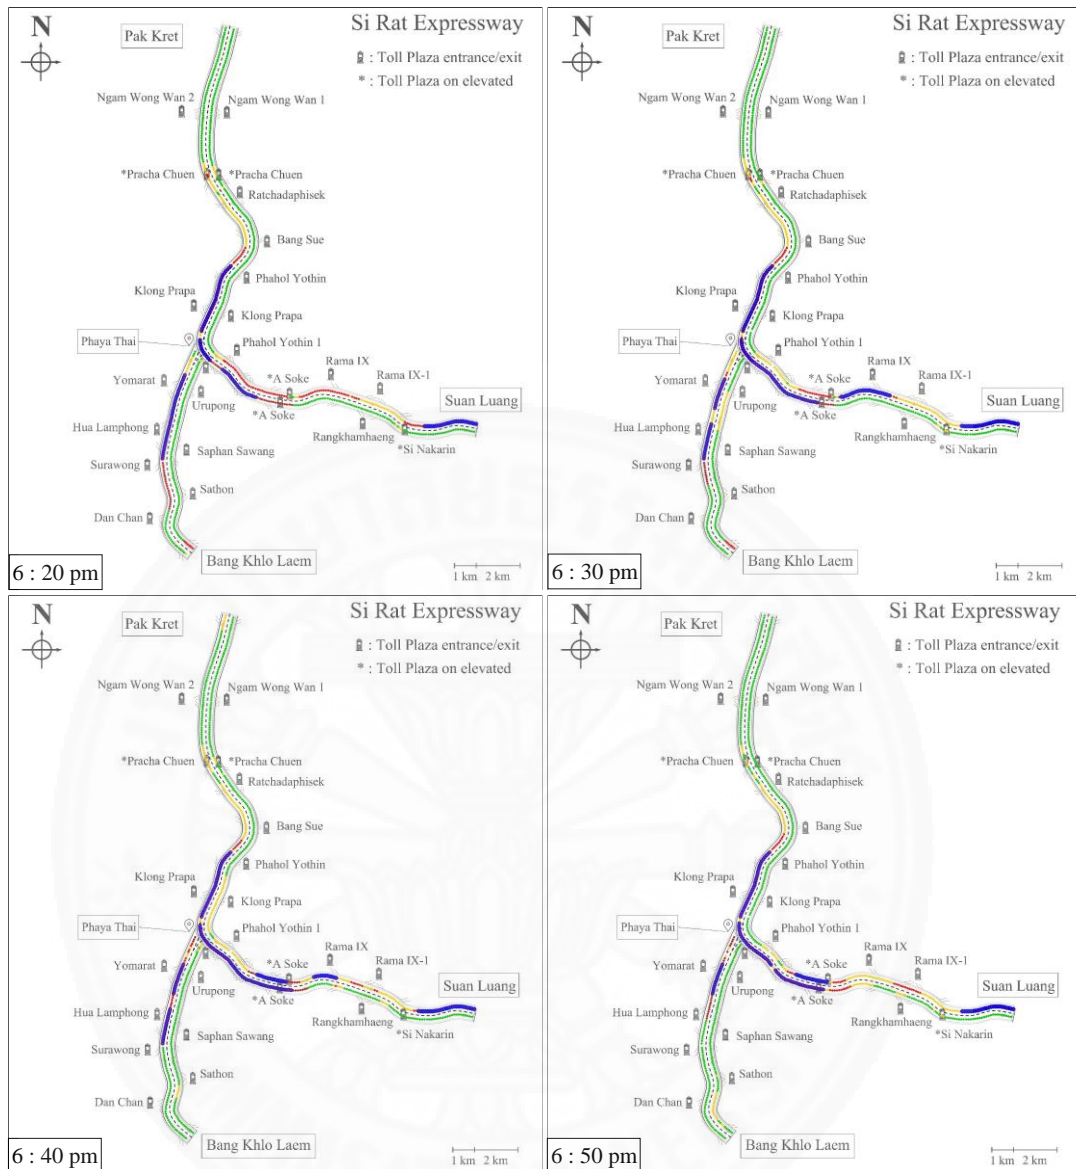 Si Rat Expressway
N
Pak Kret
: Toll Plaza entrance/exit
* : Toll Plaza on elevated
Ngam Wong Wan 2
Ngam Wong Wan 1
*Pracha Chuen
*Pracha Chuen
Ratchadaphisek
Bang Sue
Phahol Yothin
Klong Prapa
Klong Prapa
Phaya Thai
Phahol Yothin 1
Rama IX
Yomarat
*A Soke
Rama IX-1
Urupong
*A Soke
Suan Luang
Hua Lamphong
Rangkhamhaeng
Saphan Sawang
*Si Nakarin
Surawong
Sathon
Dan Chan
Bang Khlo Laem
6 : 20 pm
1 km 2 km
Si Rat Expressway
N
Pak Kret
: Toll Plaza entrance/exit
* : Toll Plaza on elevated
Ngam Wong Wan 2
Ngam Wong Wan 1
*Pracha Chuen
*Pracha Chuen
Ratchadaphisek
Bang Sue
Phahol Yothin
Klong Prapa
Klong Prapa
Phaya Thai
Phahol Yothin 1
Rama IX
Yomarat
*A Soke
Rama IX-1
Urupong
*A Soke
Suan Luang
Hua Lamphong
Rangkhamhaeng
Saphan Sawang
*Si Nakarin
Surawong
Sathon
Dan Chan
Bang Khlo Laem
6 : 30 pm
1 km 2 km
Si Rat Expressway
N
Pak Kret
: Toll Plaza entrance/exit
* : Toll Plaza on elevated
Ngam Wong Wan 2
Ngam Wong Wan 1
*Pracha Chuen
*Pracha Chuen
Ratchadaphisek
Bang Sue
Phahol Yothin
Klong Prapa
Klong Prapa
Phaya Thai
Phahol Yothin 1
Rama IX
Yomarat
*A Soke
Rama IX-1
Urupong
*A Soke
Suan Luang
Hua Lamphong
Rangkhamhaeng
Saphan Sawang
*Si Nakarin
Surawong
Sathon
Dan Chan
Bang Khlo Laem
6 : 40 pm
1 km 2 km
Si Rat Expressway
N
Pak Kret
: Toll Plaza entrance/exit
* : Toll Plaza on elevated
Ngam Wong Wan 2
Ngam Wong Wan 1
*Pracha Chuen
*Pracha Chuen
Ratchadaphisek
Bang Sue
Phahol Yothin
Klong Prapa
Klong Prapa
Phaya Thai
Phahol Yothin 1
Rama IX
Yomarat
*A Soke
Rama IX-1
Urupong
*A Soke
Suan Luang
Hua Lamphong
Rangkhamhaeng
Saphan Sawang
*Si Nakarin
Surawong
Sathon
Dan Chan
Bang Khlo Laem
6 : 50 pm
1 km 2 km